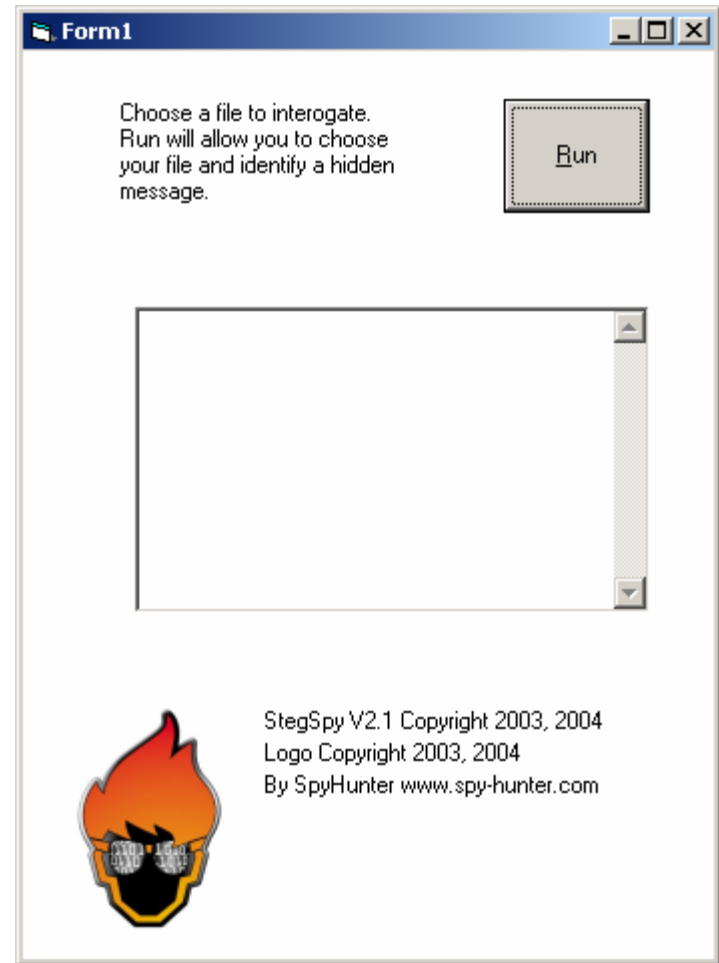 Form1
Choose a file to interogate.
Run will allow you to choose
your file and identify a hidden
message.
Run
StegSpy V2.1 Copyright 2003, 2004
Logo Copyright 2003, 2004
By SpyHunter www.spy-hunter.com